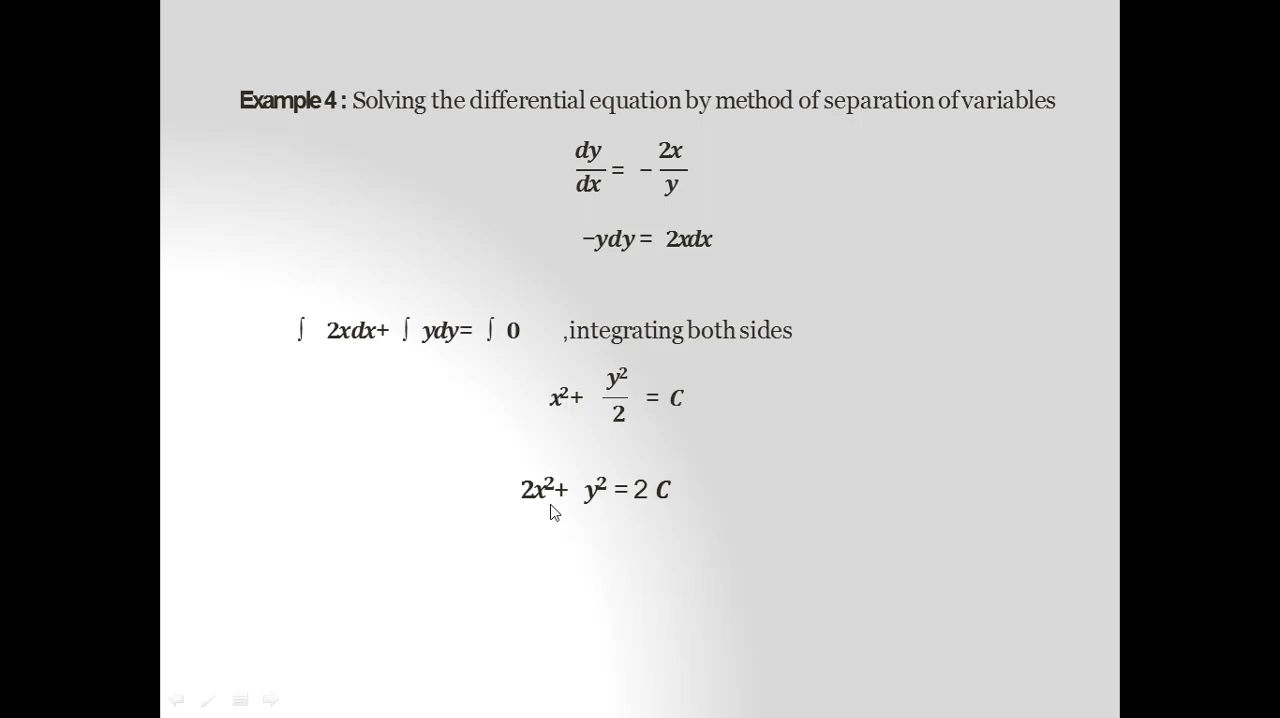 Example 4 : Solving the differential equation by method of separation of variables
dy/dx = − 2x/y
−ydy = 2xdx
∫ 2xdx+ ∫ ydy= ∫ 0 ,integrating both sides
x²+ y²/2 = C
2x²+ y² = 2 C